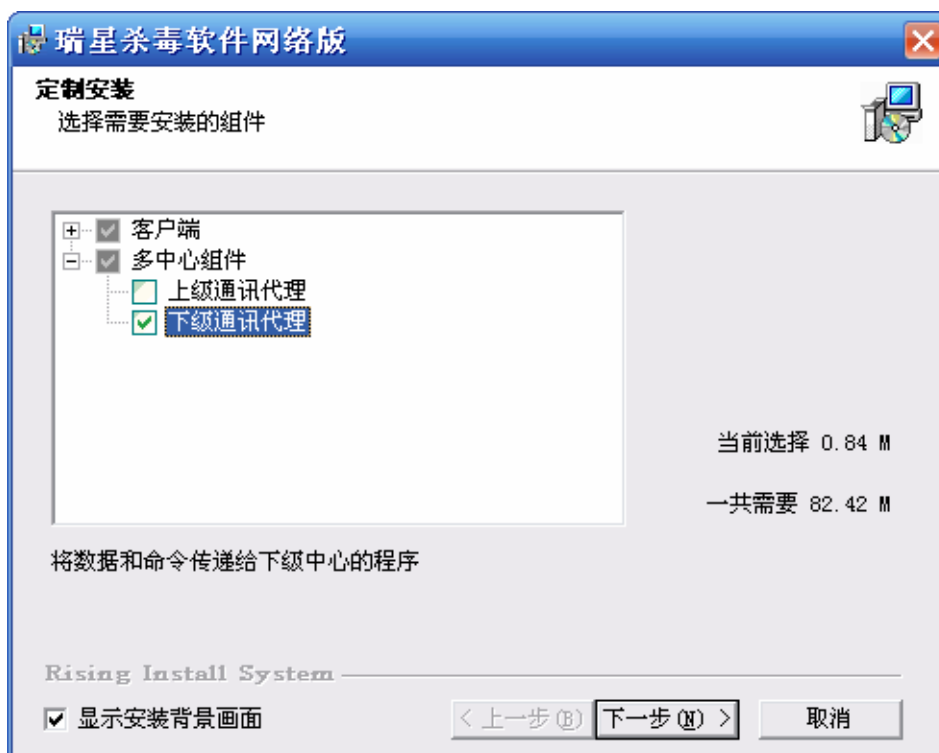 瑞星杀毒软件网络版
定制安装
选择需要安装的组件
客户端
多中心组件
上级通讯代理
下级通讯代理
当前选择 0.84 M
一共需要 82.42 M
将数据和命令传递给下级中心的程序
Rising Install System
显示安装背景画面
< 上一步(B)
下一步(N) >
取消